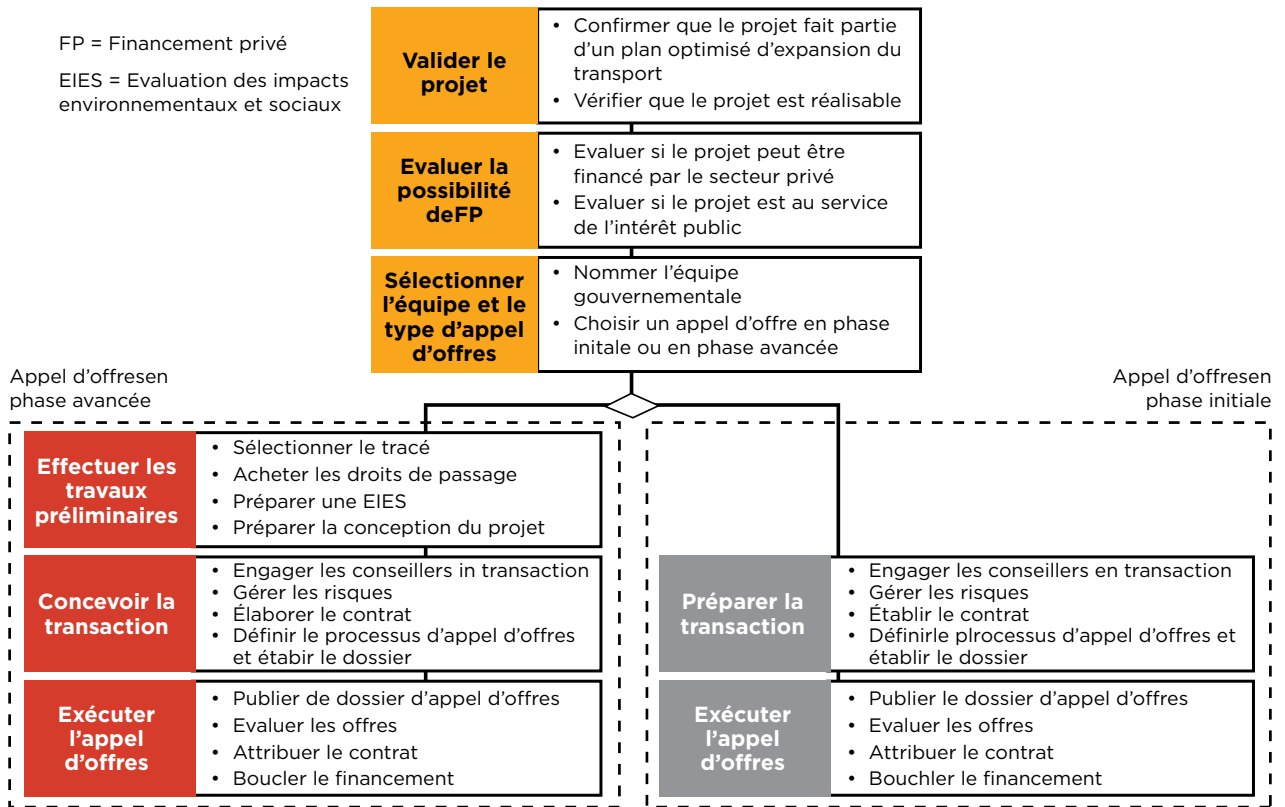 FP = Financement privé
EIES = Evaluation des impacts
environnementaux et sociaux
Valider le
projet
• Confirmer que le projet fait partie
d'un plan optimisé d'expansion du
transport
• Vérifier que le projet est réalisable
Evaluer la
possibilité
deFP
• Evaluer si le projet peut être
financé par le secteur privé
• Evaluer si le projet est au service
de l'intérêt public
Sélectionner
l'équipe et le
type d'appel
d'offres
• Nommer l'équipe
gouvernementale
• Choisir un appel d'offre en phase
initale ou en phase avancée
Appel d'offresen
phase avancée
Effectuer les
travaux
préliminaires
• Sélectionner le tracé
• Acheter les droits de passage
• Préparer une EIES
• Préparer la conception du projet
Concevoir la
transaction
• Engager les conseillers in transaction
• Gérer les risques
• Élaborer le contrat
• Définir le processus d'appel d'offres
et étabir le dossier
Exécuter
l'appel
d'offres
• Publier de dossier d'appel d'offres
• Evaluer les offres
• Attribuer le contrat
• Boucler le financement
Appel d'offresen
phase initiale
Préparer la
transaction
• Engager les conseillers en transaction
• Gérer les risques
• Établir le contrat
• Définirle plrocessus d'appel d'offres et
établir le dossier
Exécuter
l'appel
d'offres
• Publier le dossier d'appel d'offres
• Evaluer les offres
• Attribuer le contrat
• Bouchler le financement